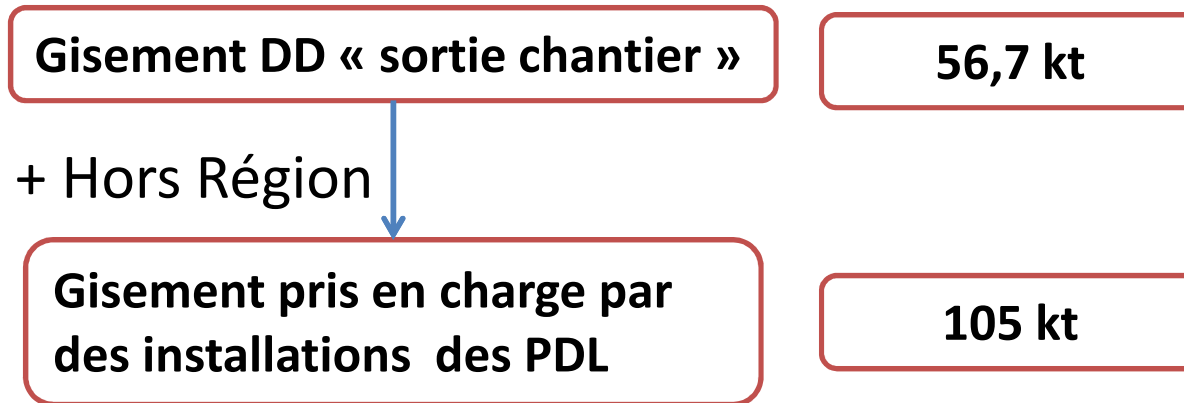 Gisement DD « sortie chantier »
56,7 kt
+ Hors Région
Gisement pris en charge par
des installations des PDL
105 kt